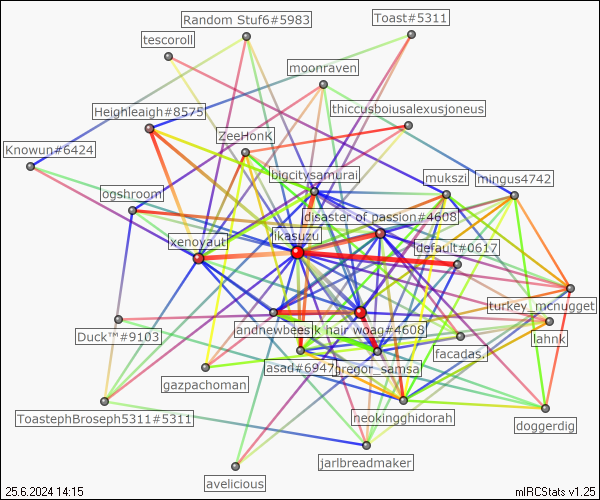 Random Stuf6#5983
Toast#5311
tescoroll
moonraven
thiccusboiusalexusjoneus
Heighleaigh#8575
ZeeHonK
Knowun#6424
bigcitysamurai
mukszi
mingus4742
ogshroom
disaster of passion#4608
ikasuzu
xenoyaut
default#0617
turkey_mcnugget
andnewbees
lk hair woag#4608
Duck™#9103
lahnk
facadas.
asad#6947
gregor_samsa
gazpachoman
ToastephBroseph5311#5311
neokingghidorah
doggerdig
jarlbreadmaker
avelicious
25.6.2024 14:15
mIRCStats v1.25